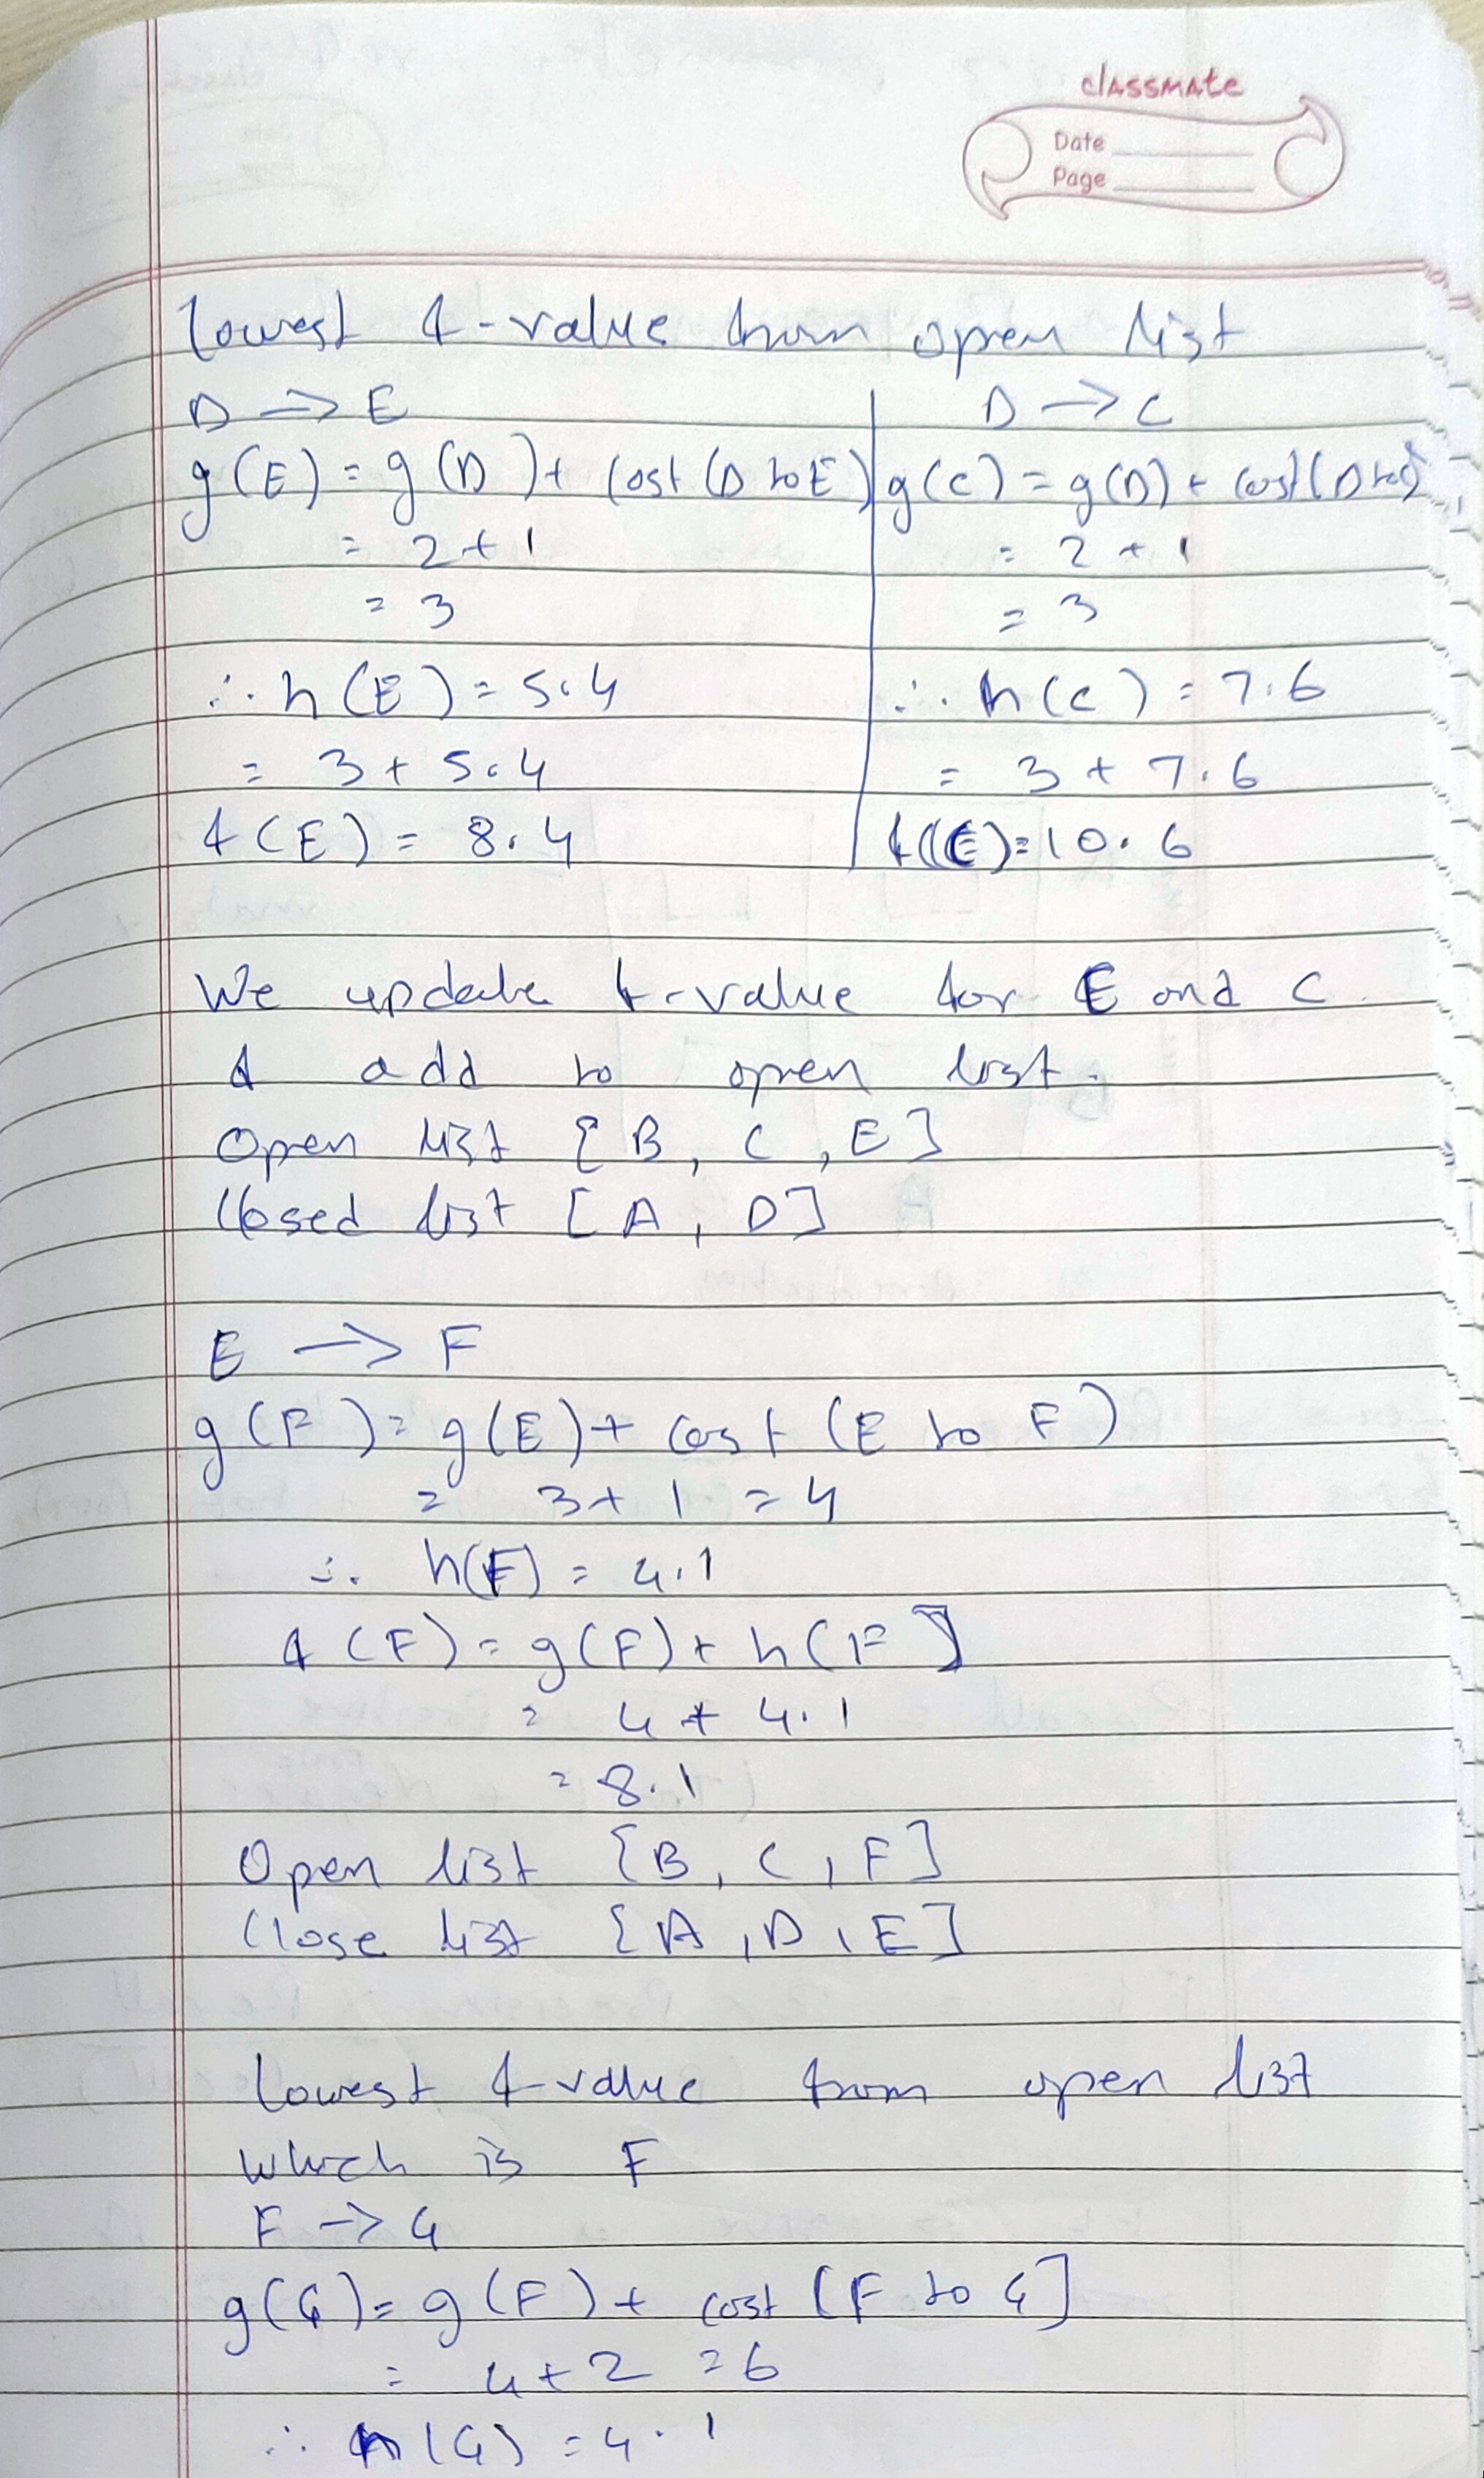 classmate
Date
Page
Lowest f-value from open list
D → E
g(E) = g(D) + Cost (D to E)
= 2 + 1
= 3
∴ h(E) = 5.4
= 3 + 5.4
f(E) = 8.4
D → C
g(C) = g(D) + cost (D to C)
= 2 + 1
= 3
∴ h(C) = 7.6
= 3 + 7.6
f(C) = 10.6
We update f-value for E and C
& add to open list.
Open list [B, C, E]
Closed list [A, D]
E → F
g(F) = g(E) + Cost (E to F)
= 3 + 1 = 4
∴ h(F) = 4.1
f(F) = g(F) + h(F)
= 4 + 4.1
= 8.1
Open list [B, C, F]
Close list [A, D, E]
Lowest f-value from open list
which is F
F → G
g(G) = g(F) + cost [F to G]
= 4 + 2 = 6
∴ h(G) = 4.1